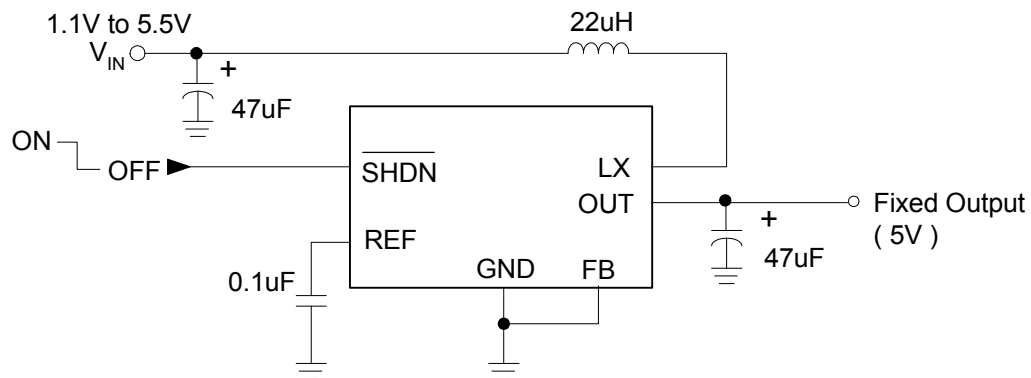 1.1V to 5.5V
VIN
22uH
+
47uF
ON
OFF
SHDN
LX
OUT
REF
Fixed Output
( 5V )
+
47uF
GND
FB
0.1uF